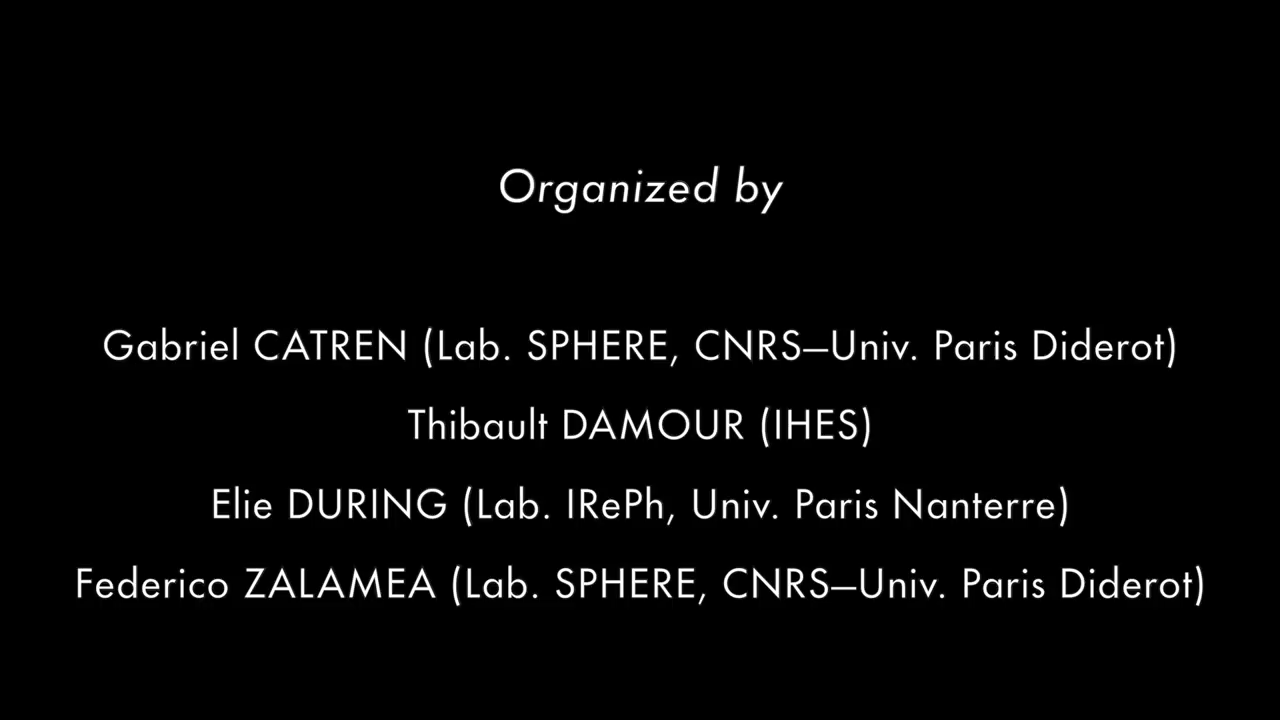 Organized by
Gabriel CATREN (Lab. SPHERE, CNRS—Univ. Paris Diderot)
Thibault DAMOUR (IHES)
Elie DURING (Lab. IRePh, Univ. Paris Nanterre)
Federico ZALAMEA (Lab. SPHERE, CNRS—Univ. Paris Diderot)